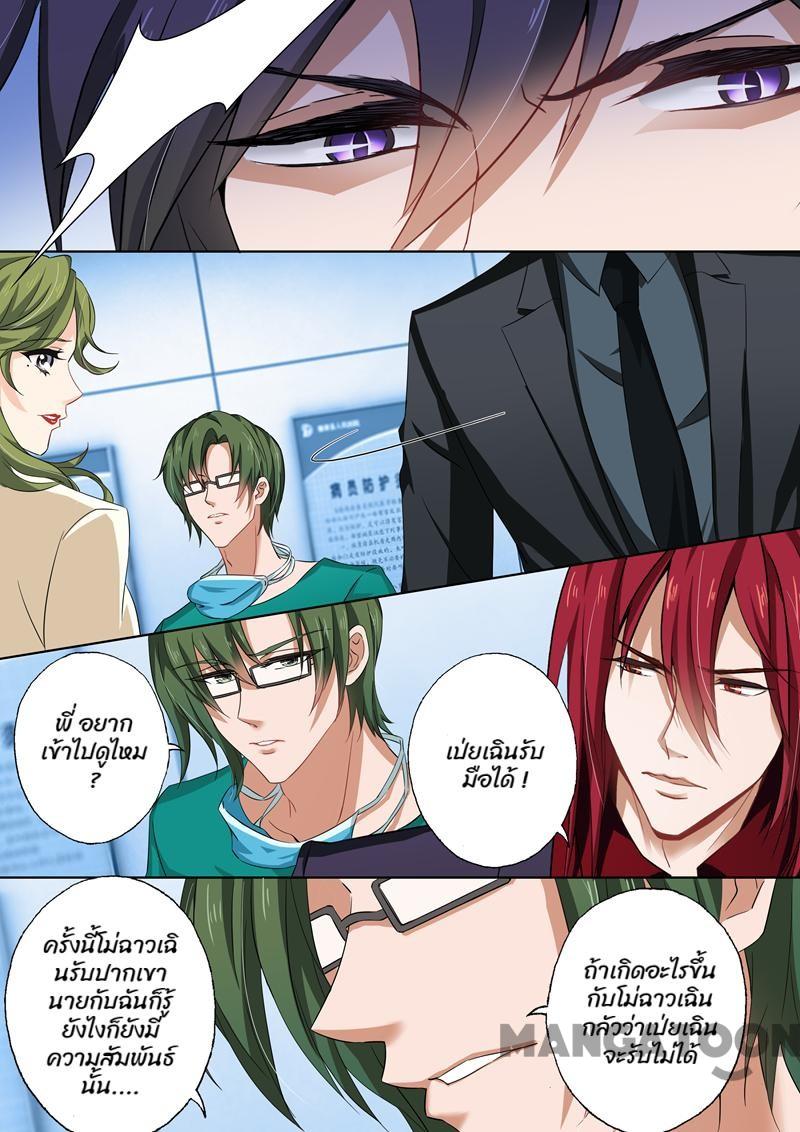 病员防护
พี่ อยาก
เข้าไปดูไหม
?
เป่ยเฉินรับ
มือได้ !
ครั้งนี้โม่ฉาวเฉิ
นรับปากเขา
นายกับฉันก็รู้
ยังไงก็ยังมี
ความสัมพันธ์
นั้น....
ถ้าเกิดอะไรขึ้น
กับโม่ฉาวเฉิน
กลัวว่าเป่ยเฉิน
จะรับไม่ได้
MANGATOON